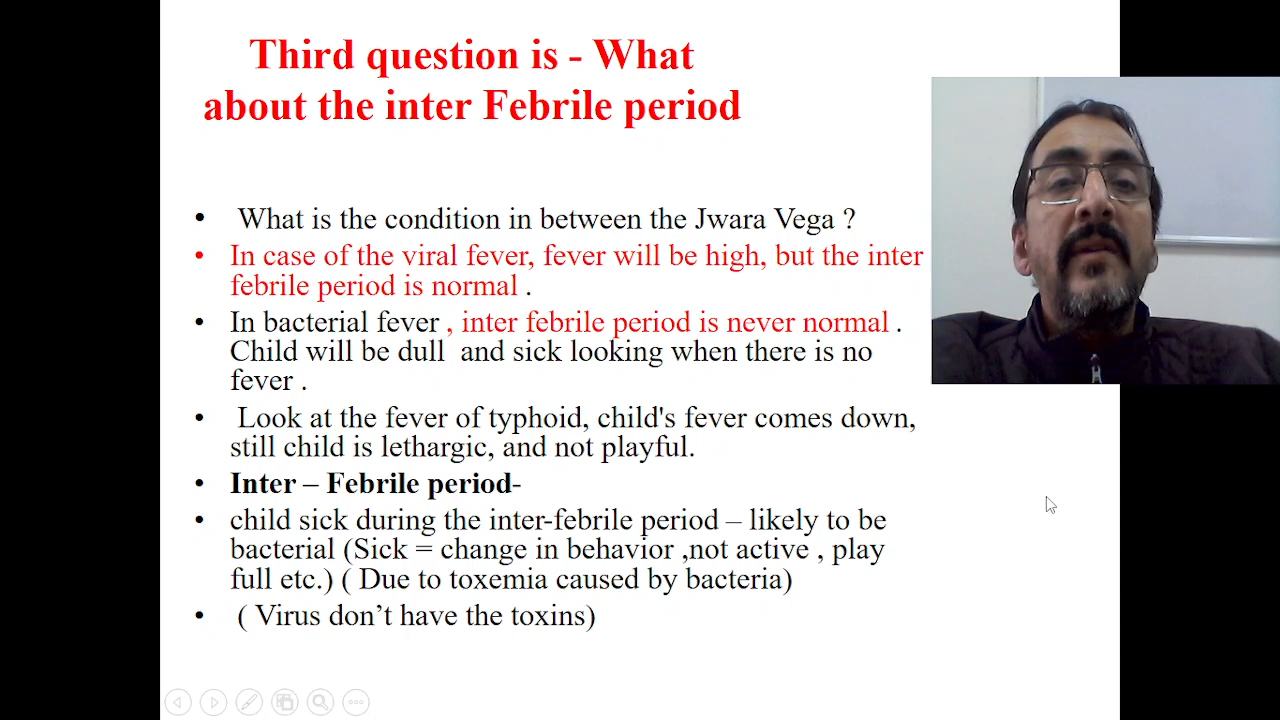 Third question is - What
about the inter Febrile period
• What is the condition in between the Jwara Vega ?
• In case of the viral fever, fever will be high, but the inter
febrile period is normal .
• In bacterial fever , inter febrile period is never normal .
Child will be dull and sick looking when there is no
fever .
• Look at the fever of typhoid, child's fever comes down,
still child is lethargic, and not playful.
• Inter – Febrile period-
• child sick during the inter-febrile period – likely to be
bacterial (Sick = change in behavior ,not active , play
full etc.) ( Due to toxemia caused by bacteria)
• ( Virus don’t have the toxins)